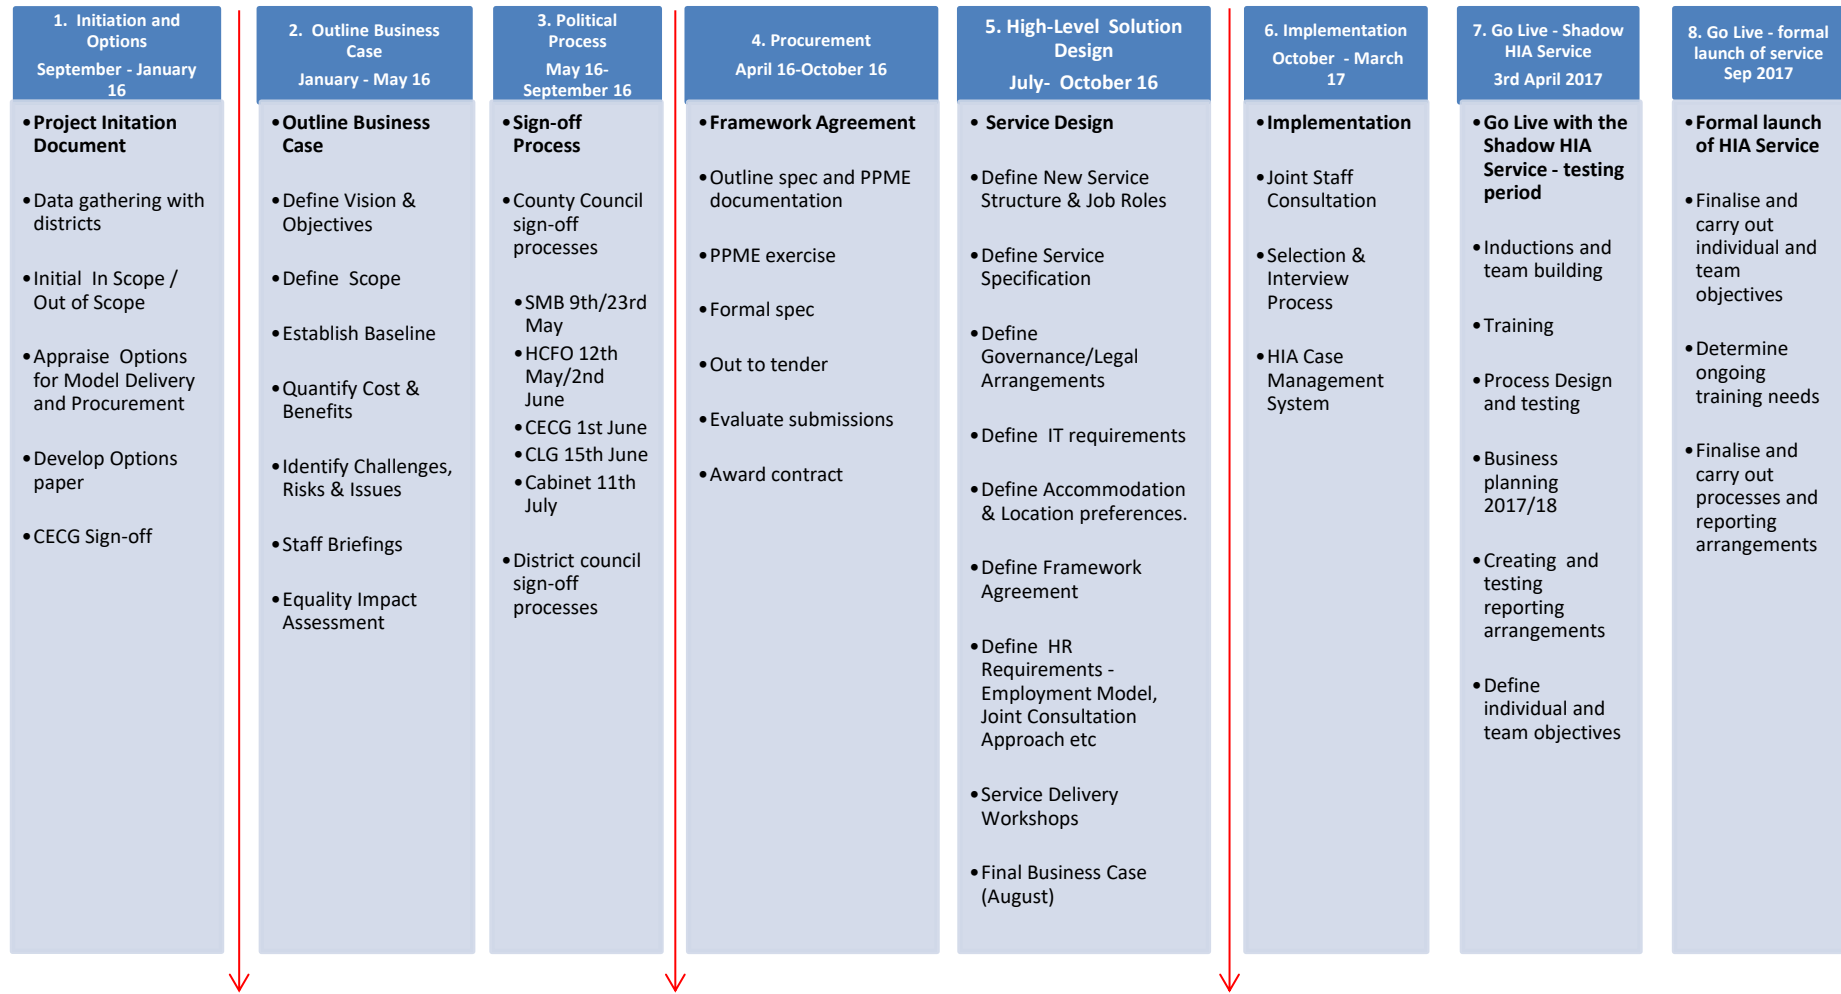 1. Initiation and
Options
September - January
16
•Project Initation
Document
•Data gathering with
districts
•Initial In Scope /
Out of Scope
•Appraise Options
for Model Delivery
and Procurement
•Develop Options
paper
•CECG Sign-off
2. Outline Business
Case
January - May 16
•Outline Business
Case
•Define Vision &
Objectives
•Define Scope
•Establish Baseline
•Quantify Cost &
Benefits
•Identify Challenges,
Risks & Issues
•Staff Briefings
•Equality Impact
Assessment
3. Political
Process
May 16-
September 16
•Sign-off
Process
•County Council
sign-off
processes
•SMB 9th/23rd
May
•HCFO 12th
May/2nd
June
•CECG 1st June
•CLG 15th June
•Cabinet 11th
July
•District council
sign-off
processes
4. Procurement
April 16-October 16
•Framework Agreement
•Outline spec and PPME
documentation
•PPME exercise
•Formal spec
•Out to tender
•Evaluate submissions
•Award contract
5. High-Level Solution
Design
July- October 16
• Service Design
•Define New Service
Structure & Job Roles
•Define Service
Specification
•Define
Governance/Legal
Arrangements
•Define IT requirements
•Define Accommodation
& Location preferences.
•Define Framework
Agreement
•Define HR
Requirements -
Employment Model,
Joint Consultation
Approach etc
•Service Delivery
Workshops
•Final Business Case
(August)
6. Implementation
October - March
17
•Implementation
•Joint Staff
Consultation
•Selection &
Interview
Process
•HIA Case
Management
System
7. Go Live - Shadow
HIA Service
3rd April 2017
•Go Live with the
Shadow HIA
Service - testing
period
•Inductions and
team building
•Training
•Process Design
and testing
•Business
planning
2017/18
•Creating and
testing
reporting
arrangements
•Define
individual and
team objectives
8. Go Live - formal
launch of service
Sep 2017
•Formal launch
of HIA Service
•Finalise and
carry out
individual and
team
objectives
•Determine
ongoing
training needs
•Finalise and
carry out
processes and
reporting
arrangements